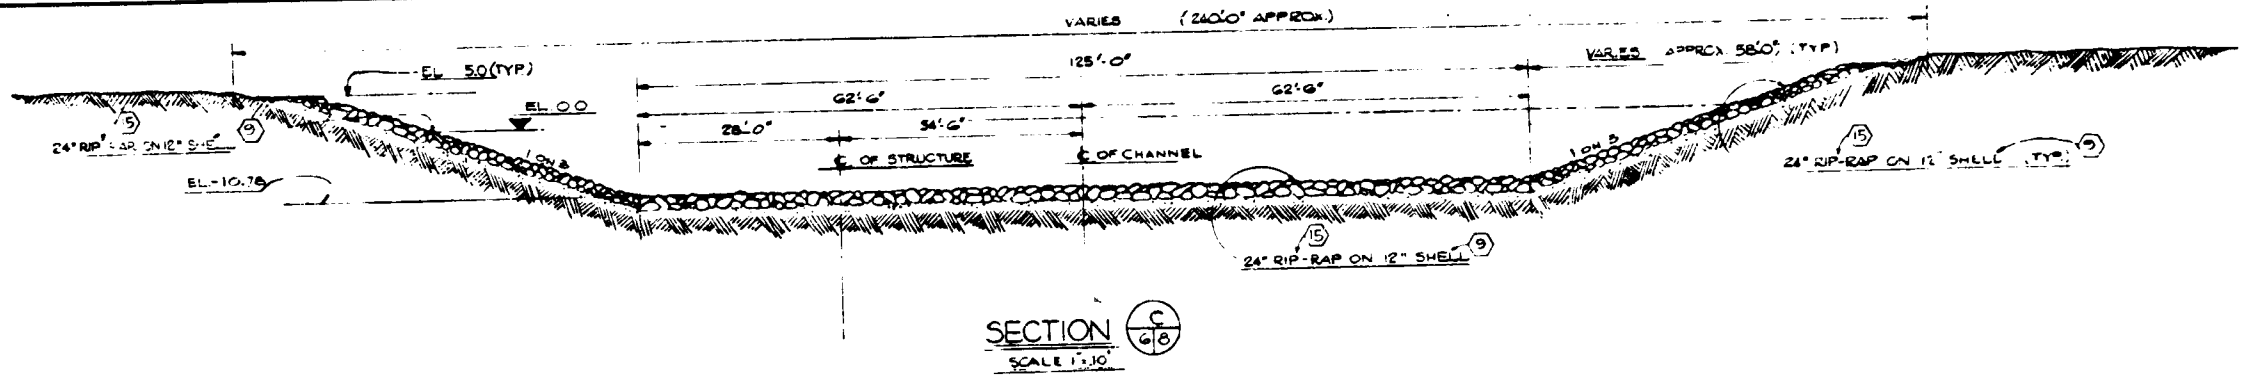 VARIES (240'0" APPROX.)
125'-0"
VARIES APPROX. 58'0", (TYP)
EL 5.0 (TYP)
EL. 0.0
62'-6"
62'-6"
28'-0"
34'-6"
℄ OF STRUCTURE
℄ OF CHANNEL
5
9
24" RIP ON 12"
EL.-10.78
1 ON 3
1 ON 3
15
9
24" RIP-RAP ON 12" SHELL (TYP.)
15
9
24" RIP-RAP ON 12" SHELL
SECTION C
6 8
SCALE 1"=10'